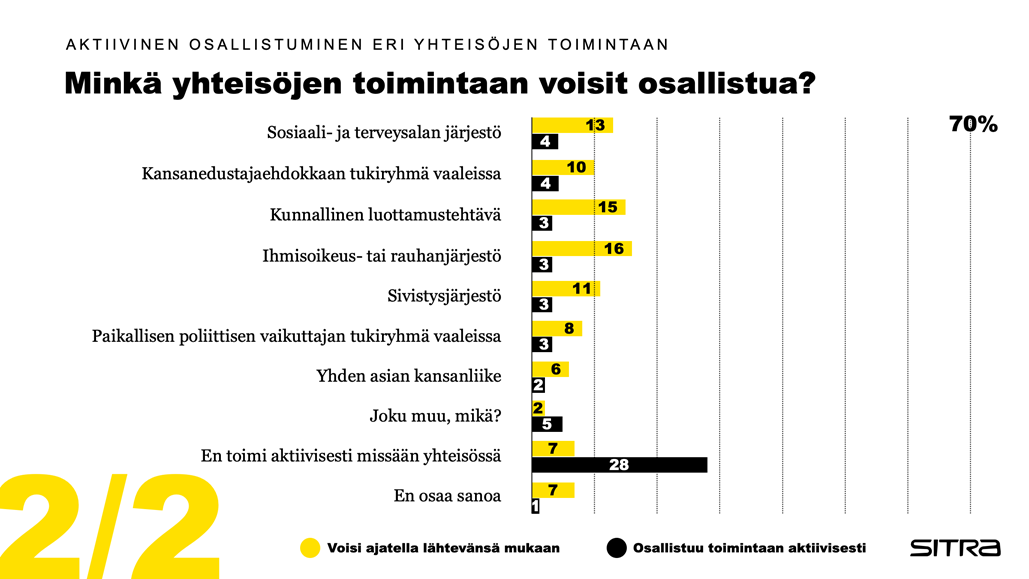 AKTIIVINEN OSALLISTUMINEN ERI YHTEISÖJEN TOIMINTAAN
Minkä yhteisöjen toimintaan voisit osallistua?
70%
Sosiaali- ja terveysalan järjestö
13
4
Kansanedustajaehdokkaan tukiryhmä vaaleissa
10
4
Kunnallinen luottamustehtävä
15
3
Ihmisoikeus- tai rauhanjärjestö
16
3
Sivistysjärjestö
11
3
Paikallisen poliittisen vaikuttajan tukiryhmä vaaleissa
8
3
Yhden asian kansanliike
6
2
Joku muu, mikä?
2
5
En toimi aktiivisesti missään yhteisössä
7
28
En osaa sanoa
7
1
2/2
Voisi ajatella lähtevänsä mukaan
Osallistuu toimintaan aktiivisesti
SITRA